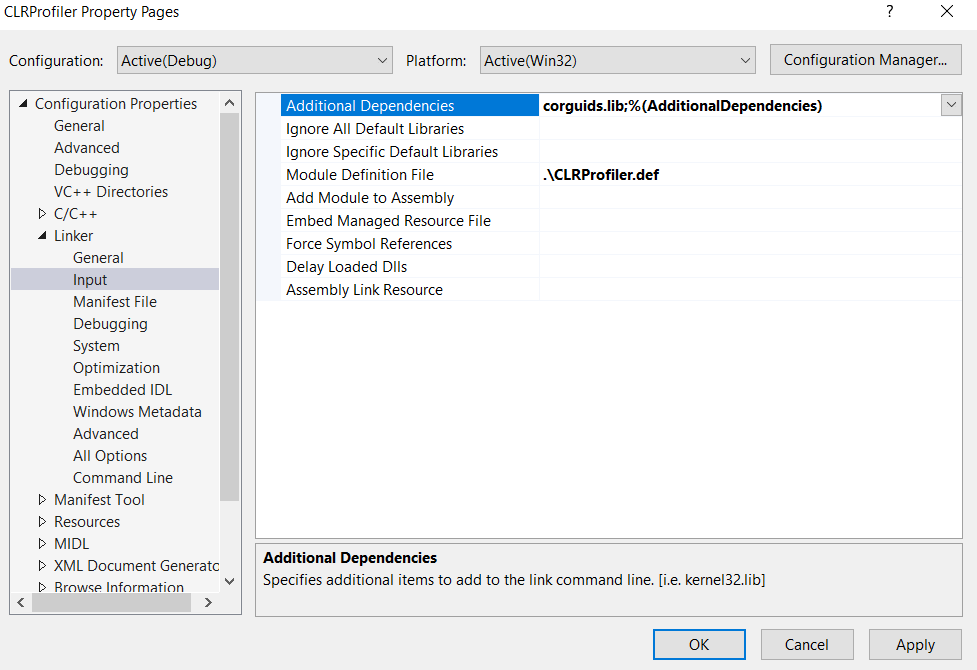 CLRProfiler Property Pages ?
Configuration: Active(Debug) Platform: Active(Win32) Configuration Manager...
Configuration Properties
General
Advanced
Debugging
VC++ Directories
C/C++
Linker
General
Input
Manifest File
Debugging
System
Optimization
Embedded IDL
Windows Metadata
Advanced
All Options
Command Line
Manifest Tool
Resources
MIDL
XML Document Generato
Browse Information
Additional Dependencies corguids.lib;%(AdditionalDependencies)
Ignore All Default Libraries
Ignore Specific Default Libraries
Module Definition File .\CLRProfiler.def
Add Module to Assembly
Embed Managed Resource File
Force Symbol References
Delay Loaded Dlls
Assembly Link Resource
Additional Dependencies
Specifies additional items to add to the link command line. [i.e. kernel32.lib]
OK Cancel Apply